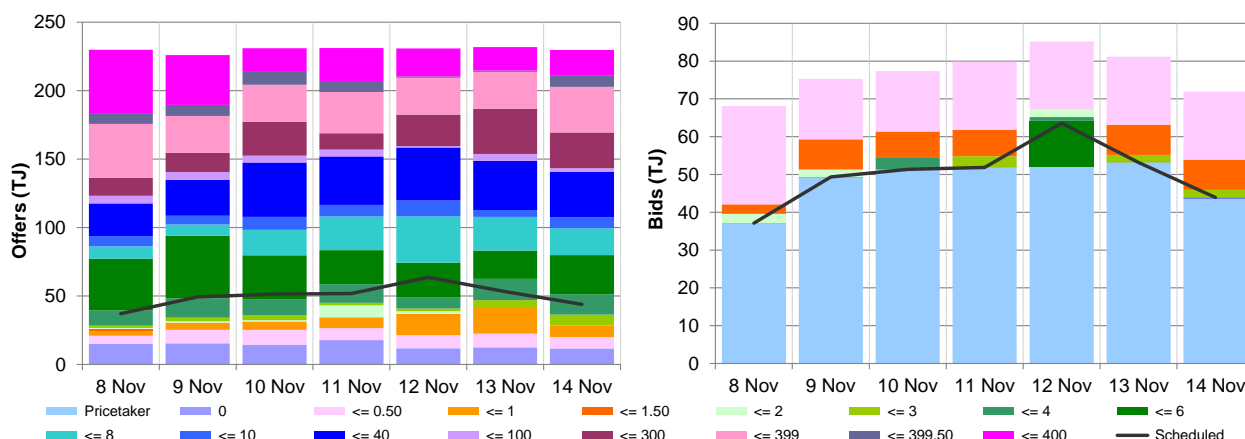 250
200
150
100
50
0
Offers (TJ)
8 Nov 9 Nov 10 Nov 11 Nov 12 Nov 13 Nov 14 Nov
90
80
70
60
50
40
30
20
10
0
Bids (TJ)
8 Nov 9 Nov 10 Nov 11 Nov 12 Nov 13 Nov 14 Nov
Pricetaker 0 <= 0.50 <= 1 <= 1.50 <= 2 <= 3 <= 4 <= 6
<= 8 <= 10 <= 40 <= 100 <= 300 <= 399 <= 399.50 <= 400 Scheduled